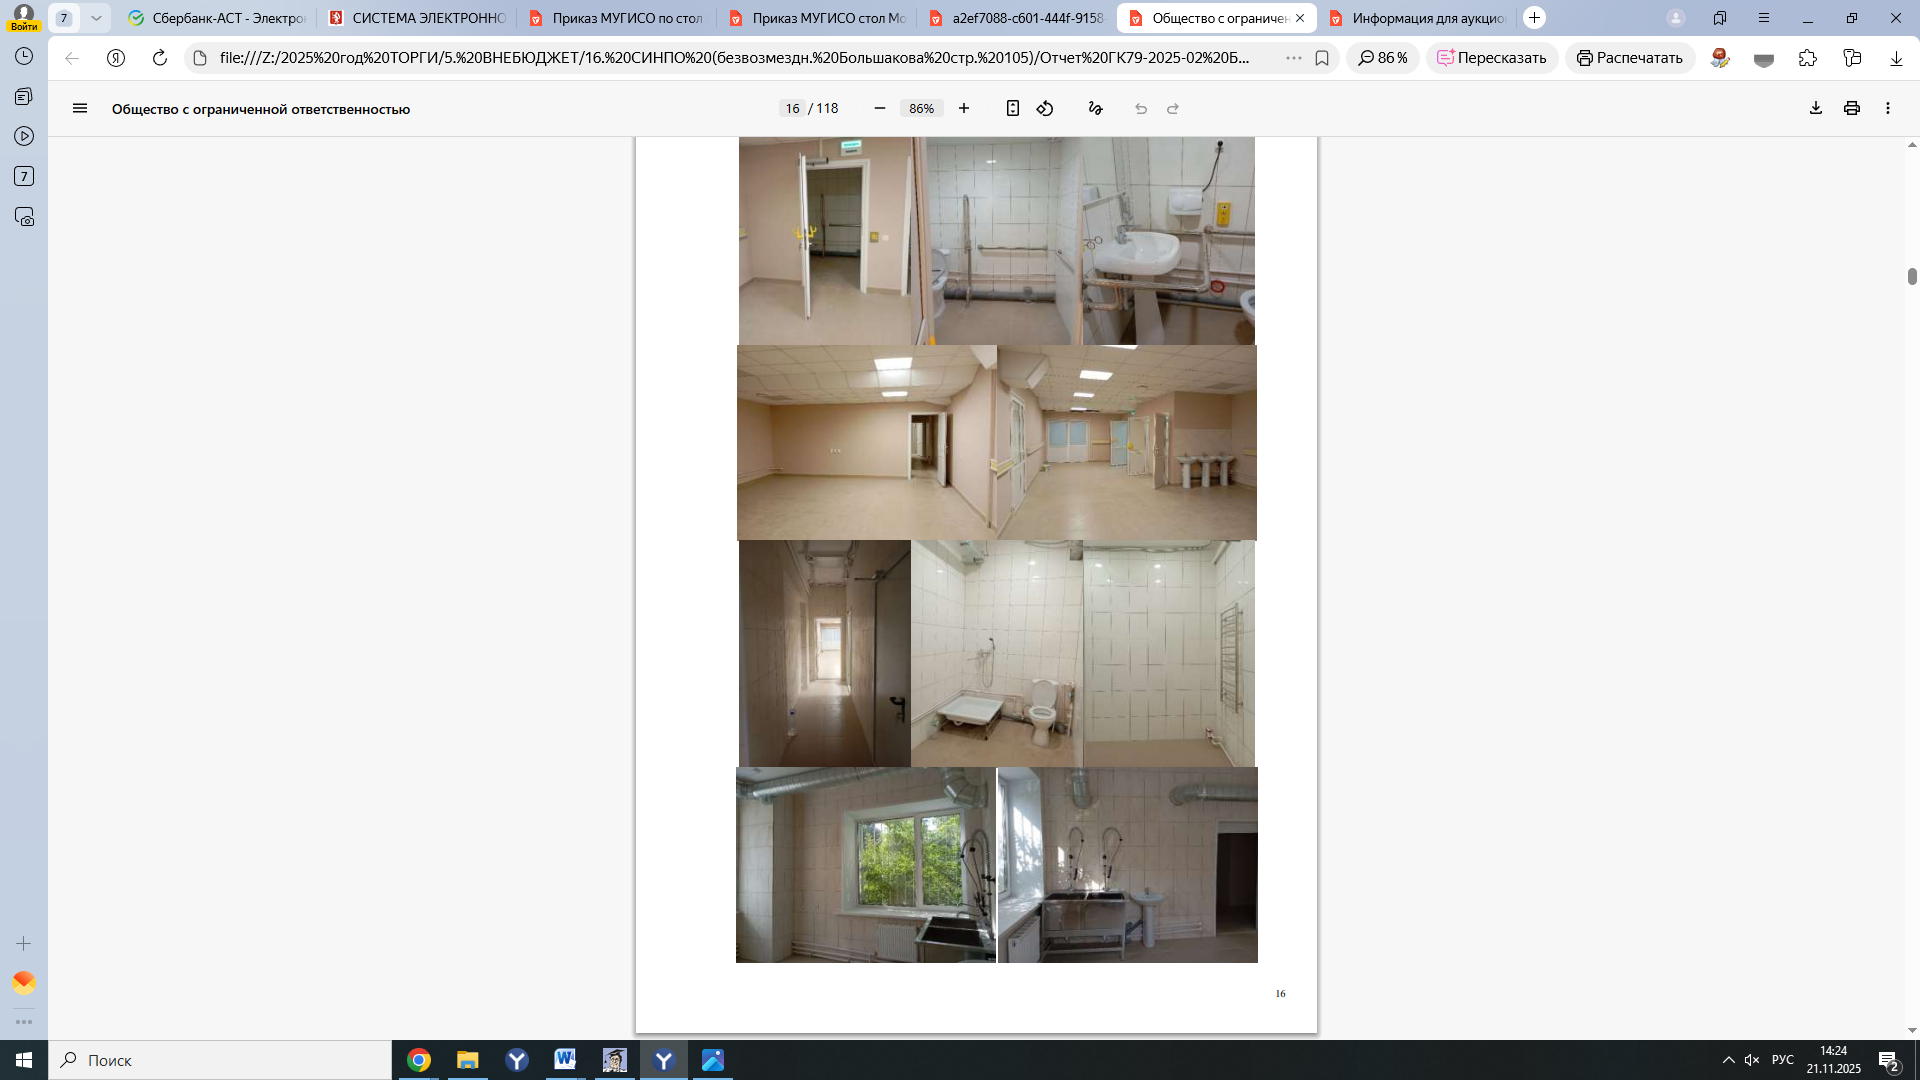 7
Сбербанк-АСТ - Электрон
СИСТЕМА ЭЛЕКТРОННО
Приказ МУГИСО по стол
Приказ МУГИСО стол Мо
a2ef7088-c601-444f-9158-
Общество с ограничен
Информация для аукцио
Войти
file:///Z:/2025%20год%20ТОРГИ/5.%20ВНЕБЮДЖЕТ/16.%20СИНПО%20(безвозмездн.%20Большакова%20стр.%20105)/Отчет%20ГК79-2025-02%20Б...
86 %
Пересказать
Распечатать
Общество с ограниченной ответственностью
16 / 118
86%
7
16
Поиск
РУС
14:24
21.11.2025
2